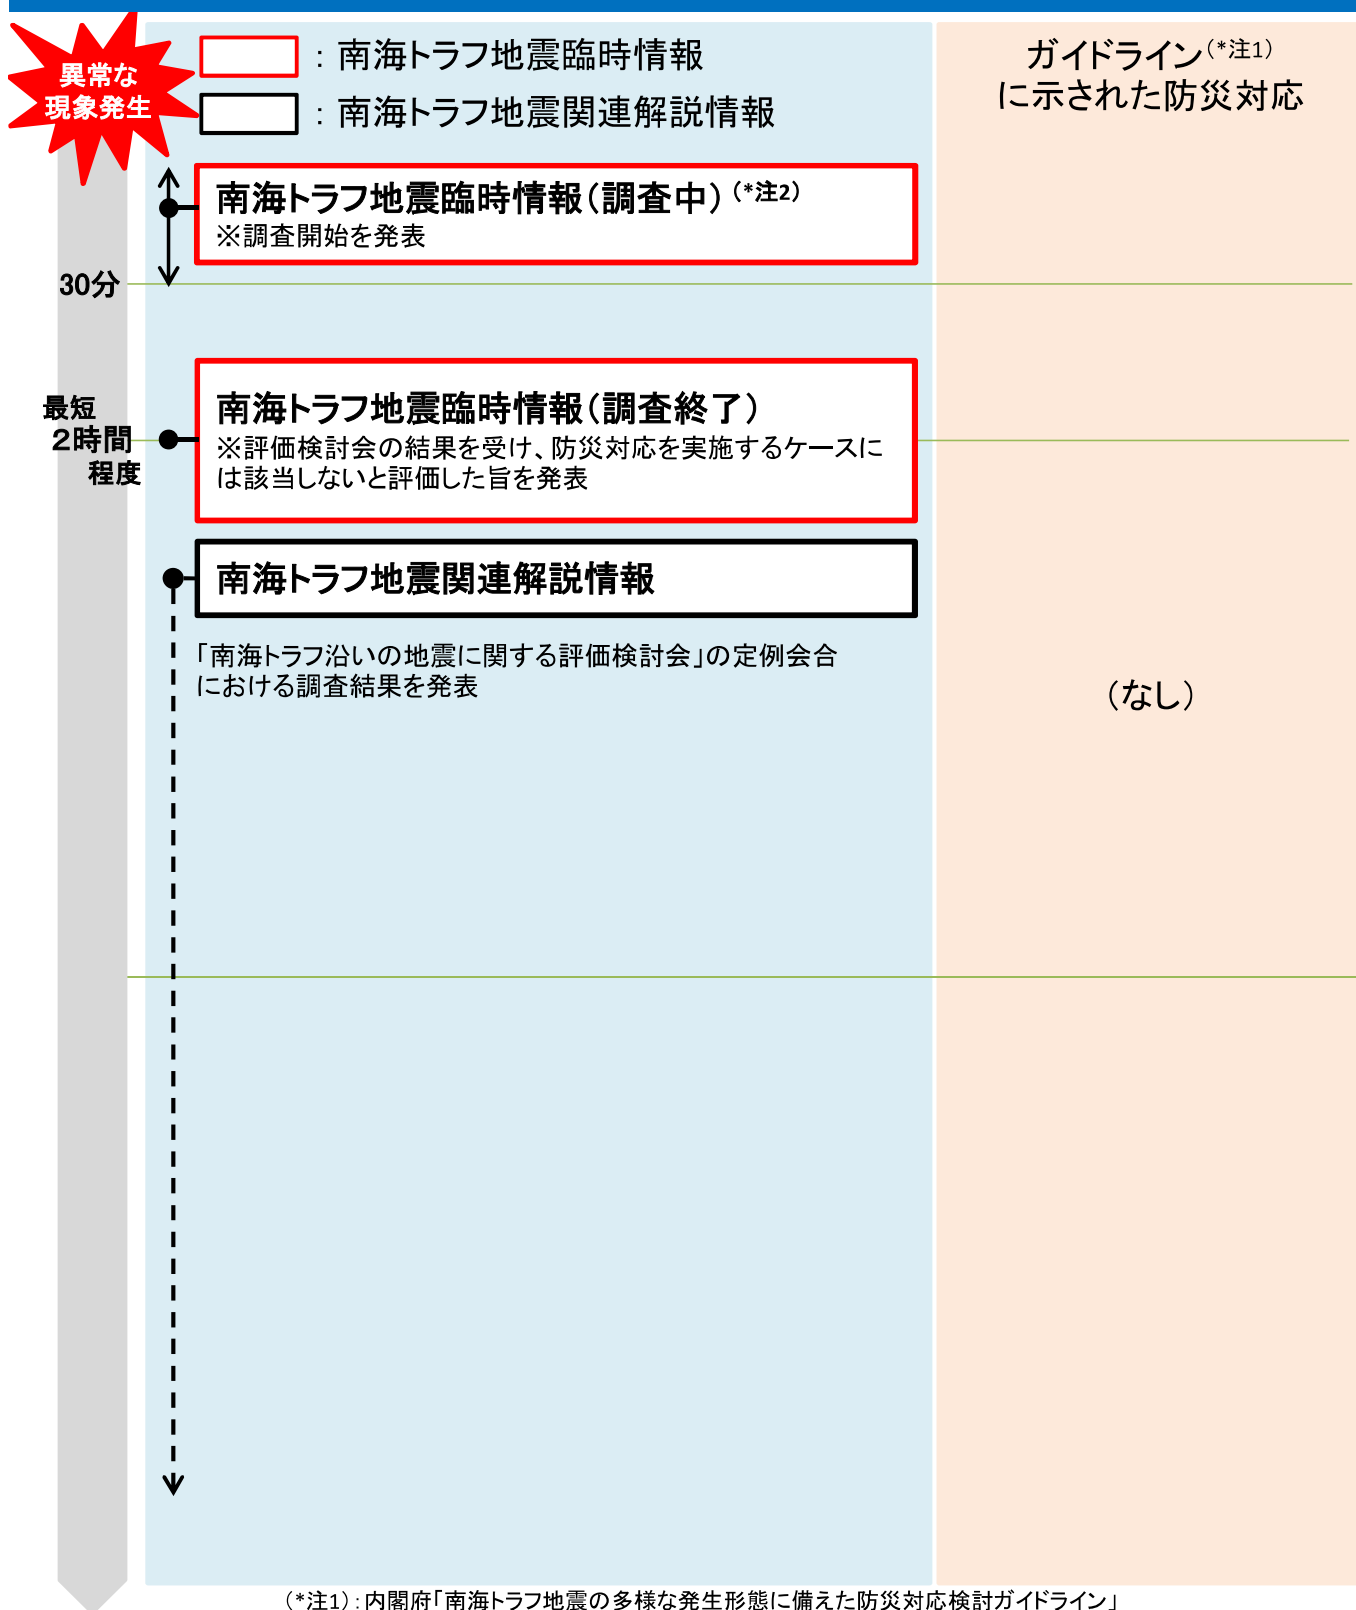 異常な
現象発生
：南海トラフ地震臨時情報
：南海トラフ地震関連解説情報
ガイドライン(*注1)
に示された防災対応
南海トラフ地震臨時情報（調査中）(*注2)
※調査開始を発表
30分
南海トラフ地震臨時情報（調査終了）
※評価検討会の結果を受け、防災対応を実施するケースに
は該当しないと評価した旨を発表
最短
２時間
程度
南海トラフ地震関連解説情報
「南海トラフ沿いの地震に関する評価検討会」の定例会合
における調査結果を発表
（なし）
(*注1)：内閣府「南海トラフ地震の多様な発生形態に備えた防災対応検討ガイドライン」